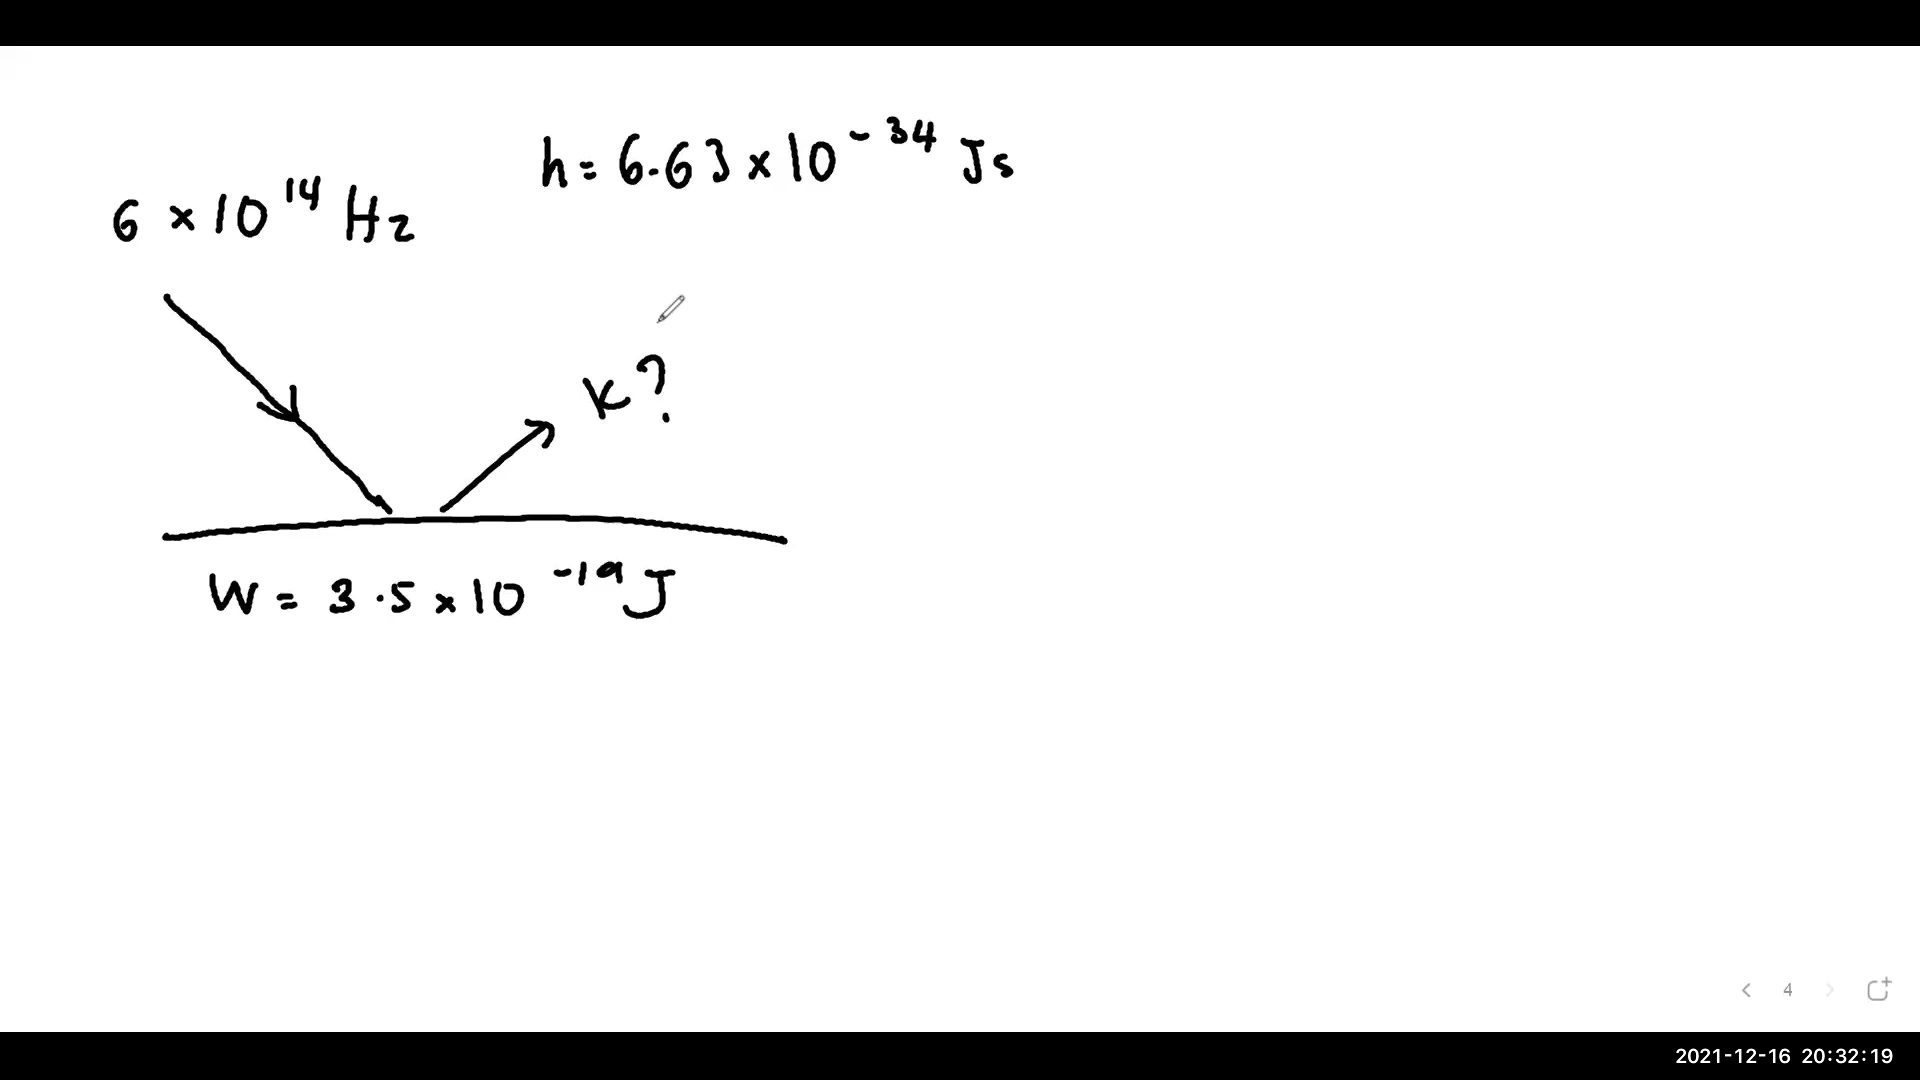 h = 6.63 × 10⁻³⁴ Js
6 × 10¹⁴ Hz
K?
W = 3.5 × 10⁻¹⁹ J
4
2021-12-16 20:32:19